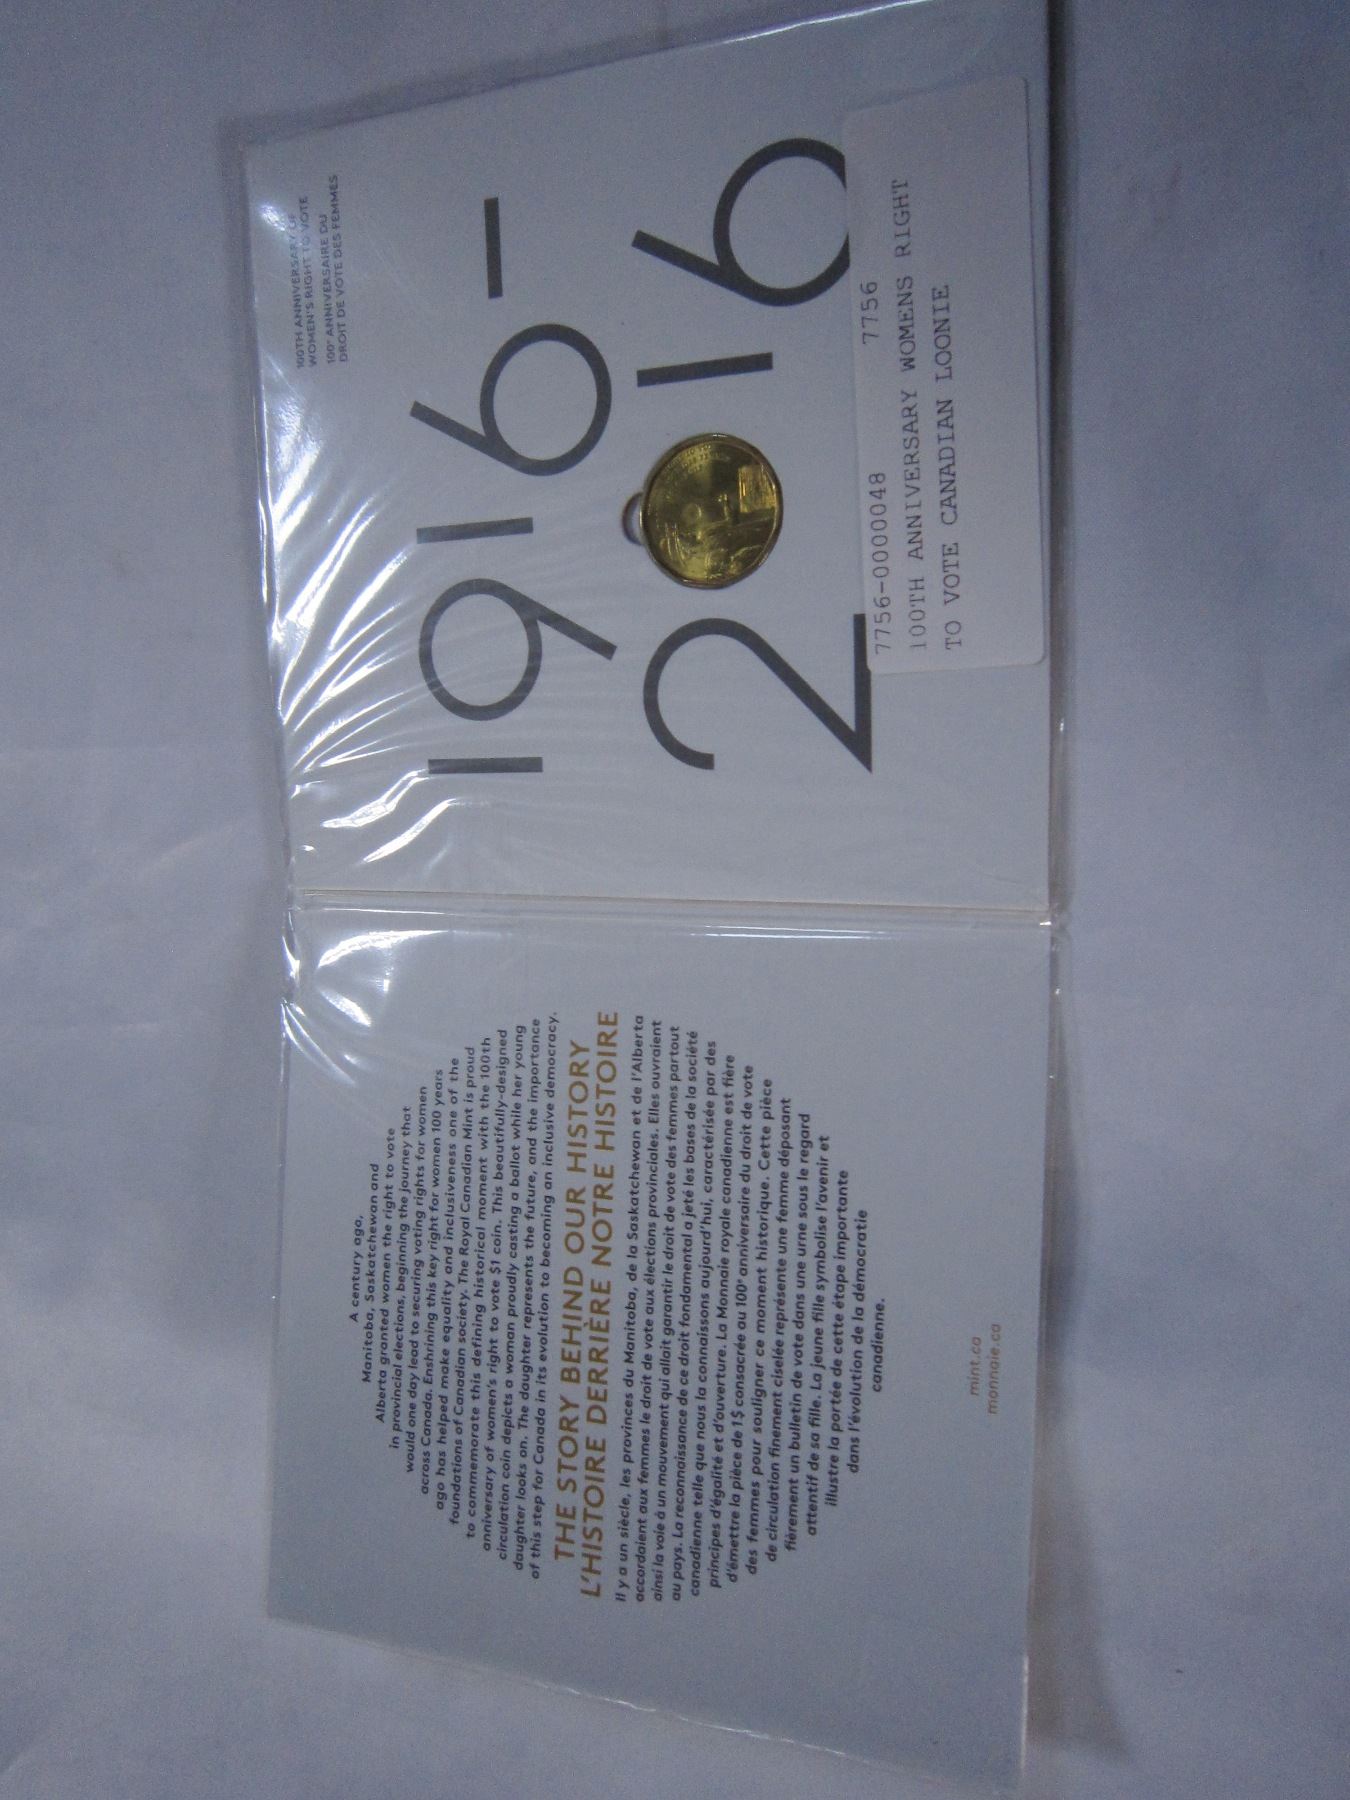 100TH ANNIVERSARY OF
WOMEN'S RIGHT TO VOTE
100e ANNIVERSAIRE DU
DROIT DE VOTE DES FEMMES
1916-
2016
7756-0000048 7756
100TH ANNIVERSARY WOMENS RIGHT
TO VOTE CANADIAN LOONIE
A century ago,
Manitoba, Saskatchewan and
Alberta granted women the right to vote
in provincial elections, beginning the journey that
would one day lead to securing voting rights for women
across Canada. Enshrining this key right for women 100 years
ago has helped make equality and inclusiveness one of the
foundations of Canadian society. The Royal Canadian Mint is proud
to commemorate this defining historical moment with the 100th
anniversary of women's right to vote $1 coin. This beautifully-designed
circulation coin depicts a woman proudly casting a ballot while her young
daughter looks on. The daughter represents the future, and the importance
of this step for Canada in its evolution to becoming an inclusive democracy.
THE STORY BEHIND OUR HISTORY
L'HISTOIRE DERRIÈRE NOTRE HISTOIRE
Il y a un siècle, les provinces du Manitoba, de la Saskatchewan et de l'Alberta
accordaient aux femmes le droit de vote aux élections provinciales. Elles ouvraient
ainsi la voie à un mouvement qui allait garantir le droit de vote des femmes partout
au pays. La reconnaissance de ce droit fondamental a jeté les bases de la société
canadienne telle que nous la connaissons aujourd'hui, caractérisée par des
principes d'égalité et d'ouverture. La Monnaie royale canadienne est fière
d'émettre la pièce de 1 $ consacrée au 100e anniversaire du droit de vote
des femmes pour souligner ce moment historique. Cette pièce
de circulation finement ciselée représente une femme déposant
fièrement un bulletin de vote dans une urne sous le regard
attentif de sa fille. La jeune fille symbolise l'avenir et
illustre la portée de cette étape importante
dans l'évolution de la démocratie
canadienne.
mint.ca
monnaie.ca